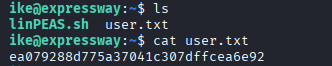 ike@expressway:~$ ls
linPEAS.sh  user.txt
ike@expressway:~$ cat user.txt
ea079288d775a37041c307dffcea6e92